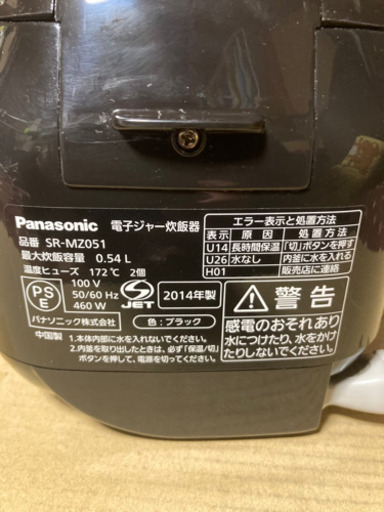 Panasonic 電子ジャー炊飯器
品番 SR-MZ051
最大炊飯容量 0.54 L
温度ヒューズ 172℃ 2個
PSE
100 V
50/60 Hz
460 W
JET
2014年製
パナソニック株式会社
色：ブラック
中国製
1.本体内部に水を入れないでください。
2.内釜を取り出したときは、必ず「保温/切」
ボタンを押して、電源を切ってください。
エラー表示と処置方法
表示 原因 処置方法
U14 長時間保温 「切」ボタンを押す
U26 水なし 内釜に水を入れる
H01 販売店に連絡
警告
感電のおそれあり
水につけたり、水をかけ
たりしないでください。